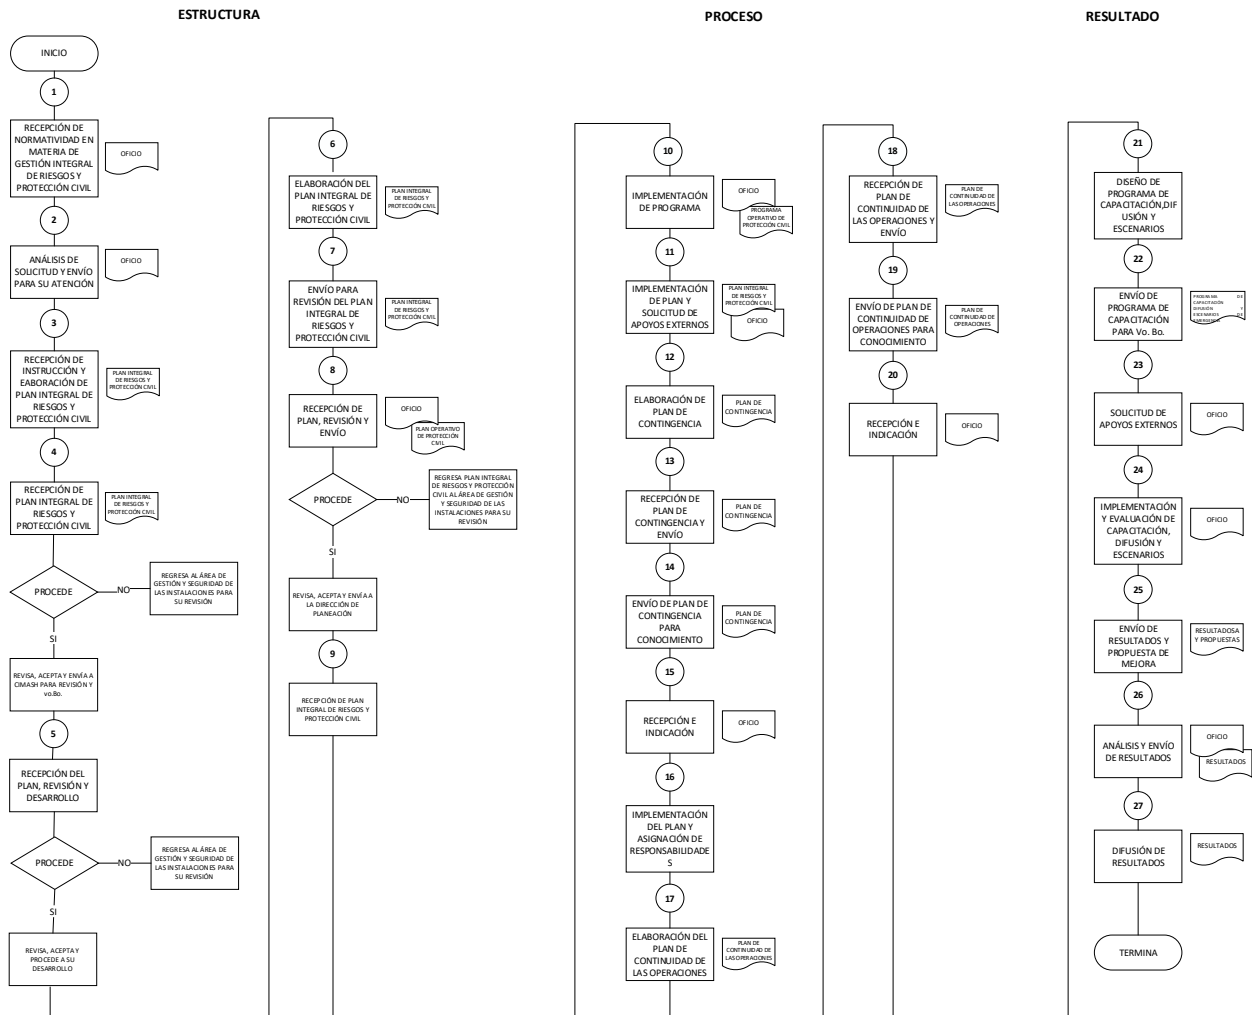 ESTRUCTURA
INICIO
1
RECEPCIÓN DE
NORMATIVIDAD EN
MATERIA DE
GESTIÓN INTEGRAL
DE RIESGOS Y
PROTECCIÓN CIVIL
OFICIO
2
ANÁLISIS DE
SOLICITUD Y ENVÍO
PARA SU ATENCIÓN
OFICIO
3
RECEPCIÓN DE
INSTRUCCIÓN Y
EABORACIÓN DE
PLAN INTEGRAL DE
RIESGOS Y
PROTECCIÓN CIVIL
PLAN INTEGRAL
DE RIESGOS Y
PROTECCIÓN CIVIL
4
RECEPCIÓN DE
PLAN INTEGRAL DE
RIESGOS Y
PROTECCIÓN CIVIL
PLAN INTEGRAL
DE RIESGOS Y
PROTECCIÓN CIVIL
PROCEDE
NO
REGRESA AL ÁREA DE
GESTIÓN Y SEGURIDAD DE
LAS INSTALACIONES PARA
SU REVISIÓN
SI
REVISA, ACEPTA Y ENVÍA A
CIMASH PARA REVISIÓN Y
vo.Bo.
5
RECEPCIÓN DEL
PLAN, REVISIÓN Y
DESARROLLO
PROCEDE
NO
REGRESA AL ÁREA DE
GESTIÓN Y SEGURIDAD DE
LAS INSTALACIONES PARA
SU REVISIÓN
SI
REVISA, ACEPTA Y
PROCEDE A SU
DESARROLLO
6
ELABORACIÓN DEL
PLAN INTEGRAL DE
RIESGOS Y
PROTECCIÓN CIVIL
PLAN INTEGRAL
DE RIESGOS Y
PROTECCIÓN CIVIL
7
ENVÍO PARA
REVISIÓN DEL PLAN
INTEGRAL DE
RIESGOS Y
PROTECCIÓN CIVIL
PLAN INTEGRAL
DE RIESGOS Y
PROTECCIÓN CIVIL
8
RECEPCIÓN DE
PLAN, REVISIÓN Y
ENVÍO
OFICIO
PLAN OPERATIVO
DE PROTECCIÓN
CIVIL
PROCEDE
NO
REGRESA PLAN INTEGRAL
DE RIESGOS Y PROTECCIÓN
CIVIL AL ÁREA DE GESTIÓN
Y SEGURIDAD DE LAS
INSTALACIONES PARA SU
REVISIÓN
SI
REVISA, ACEPTA Y ENVÍA A
LA DIRECCIÓN DE
PLANEACIÓN
9
RECEPCIÓN DE PLAN
INTEGRAL DE RIESGOS Y
PROTECCIÓN CIVIL
PROCESO
10
IMPLEMENTACIÓN
DE PROGRAMA
OFICIO
PROGRAMA
OPERATIVO DE
PROTECCIÓN CIVIL
11
IMPLEMENTACIÓN
DE PLAN Y
SOLICITUD DE
APOYOS EXTERNOS
PLAN INTEGRAL
DE RIESGOS Y
PROTECCIÓN CIVIL
OFICIO
12
ELABORACIÓN DE
PLAN DE
CONTINGENCIA
PLAN DE
CONTINGENCIA
13
RECEPCIÓN DE
PLAN DE
CONTINGENCIA Y
ENVÍO
PLAN DE
CONTINGENCIA
14
ENVÍO DE PLAN DE
CONTINGENCIA
PARA
CONOCIMIENTO
PLAN DE
CONTINGENCIA
15
RECEPCIÓN E
INDICACIÓN
OFICIO
16
IMPLEMENTACIÓN
DEL PLAN Y
ASIGNACIÓN DE
RESPONSABILIDADE
S
17
ELABORACIÓN DEL
PLAN DE
CONTINUIDAD DE
LAS OPERACIONES
PLAN DE
CONTINUIDAD DE
LAS OPERACIONES
18
RECEPCIÓN DE
PLAN DE
CONTINUIDAD DE
LAS OPERACIONES Y
ENVÍO
PLAN DE
CONTINUIDAD DE
LAS OPERACIONES
19
ENVÍO DE PLAN DE
CONTINUIDAD DE
OPERACIONES PARA
CONOCIMIENTO
PLAN DE
CONTINUIDAD DE
OPERACIONES
20
RECEPCIÓN E
INDICACIÓN
OFICIO
RESULTADO
21
DISEÑO DE
PROGRAMA DE
CAPACITACIÓN,DIF
USIÓN Y
ESCENARIOS
22
ENVÍO DE
PROGRAMA DE
CAPACITACIÓN
PARA Vo. Bo.
PROGRAMA DE
CAPACITACIÓN
DIFUSIÓN Y
ESCENARIOS DE
EMERGENCIA
23
SOLICITUD DE
APOYOS EXTERNOS
OFICIO
24
IMPLEMENTACIÓN
Y EVALUACIÓN DE
CAPACITACIÓN,
DIFUSIÓN Y
ESCENARIOS
OFICIO
25
ENVÍO DE
RESULTADOS Y
PROPUESTA DE
MEJORA
RESULTADOSA
Y PROPUESTAS
26
ANÁLISIS Y ENVÍO
DE RESULTADOS
OFICIO
RESULTADOS
27
DIFUSIÓN DE
RESULTADOS
RESULTADOS
TERMINA